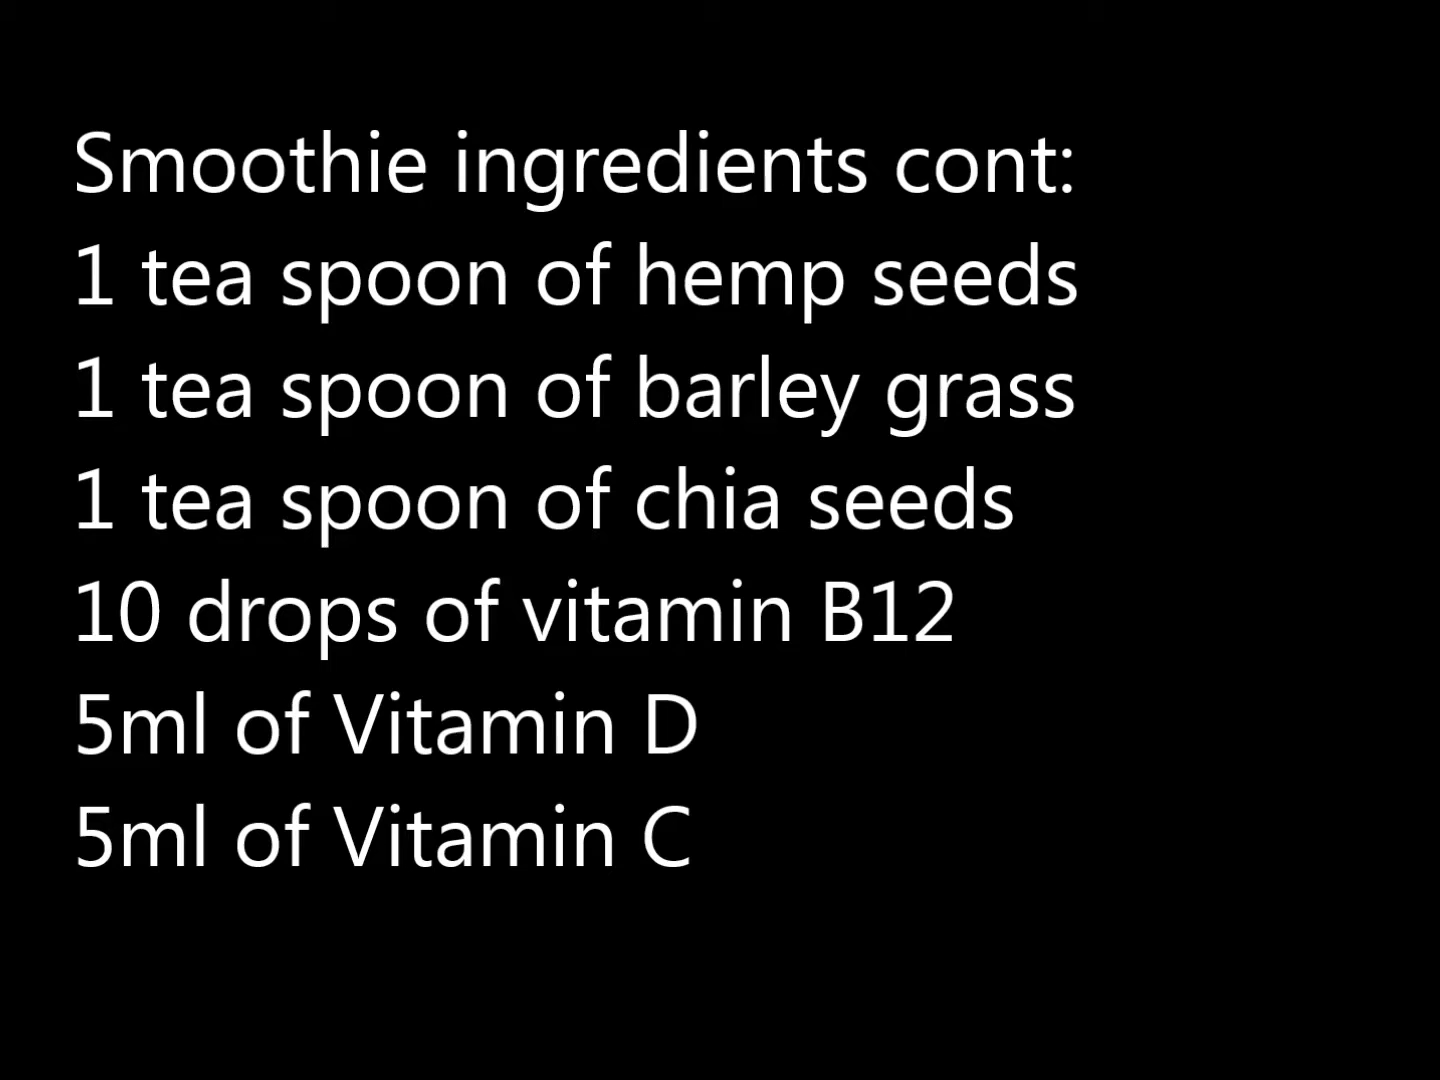 Smoothie ingredients cont:
1 tea spoon of hemp seeds
1 tea spoon of barley grass
1 tea spoon of chia seeds
10 drops of vitamin B12
5ml of Vitamin D
5ml of Vitamin C